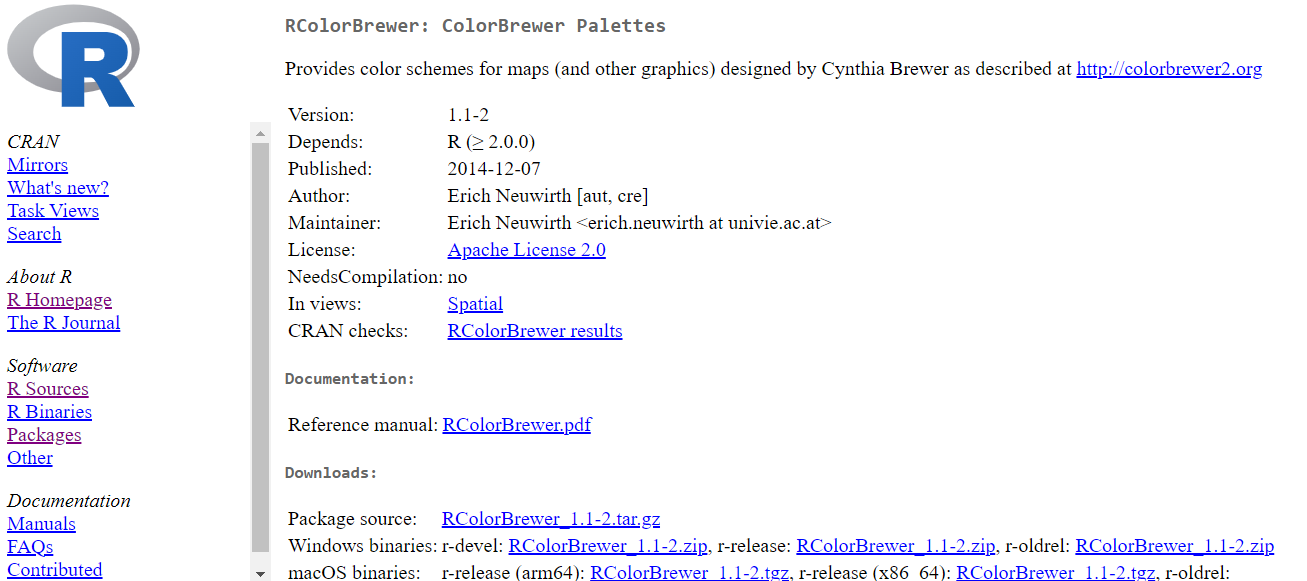 R
CRAN
Mirrors
What's new?
Task Views
Search
About R
R Homepage
The R Journal
Software
R Sources
R Binaries
Packages
Other
Documentation
Manuals
FAQs
Contributed
RColorBrewer: ColorBrewer Palettes
Provides color schemes for maps (and other graphics) designed by Cynthia Brewer as described at http://colorbrewer2.org
Version: 1.1-2
Depends: R (≥ 2.0.0)
Published: 2014-12-07
Author: Erich Neuwirth [aut, cre]
Maintainer: Erich Neuwirth <erich.neuwirth at univie.ac.at>
License: Apache License 2.0
NeedsCompilation: no
In views: Spatial
CRAN checks: RColorBrewer results
Documentation:
Reference manual: RColorBrewer.pdf
Downloads:
Package source: RColorBrewer_1.1-2.tar.gz
Windows binaries: r-devel: RColorBrewer_1.1-2.zip, r-release: RColorBrewer_1.1-2.zip, r-oldrel: RColorBrewer_1.1-2.zip
macOS binaries: r-release (arm64): RColorBrewer_1.1-2.tgz, r-release (x86_64): RColorBrewer_1.1-2.tgz, r-oldrel: